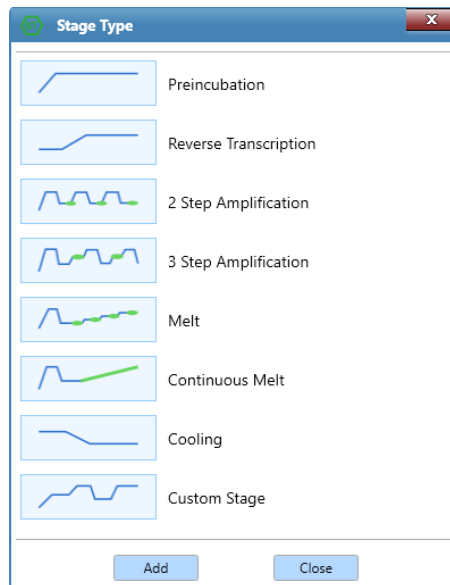 Stage Type
Preincubation
Reverse Transcription
2 Step Amplification
3 Step Amplification
Melt
Continuous Melt
Cooling
Custom Stage
Add
Close